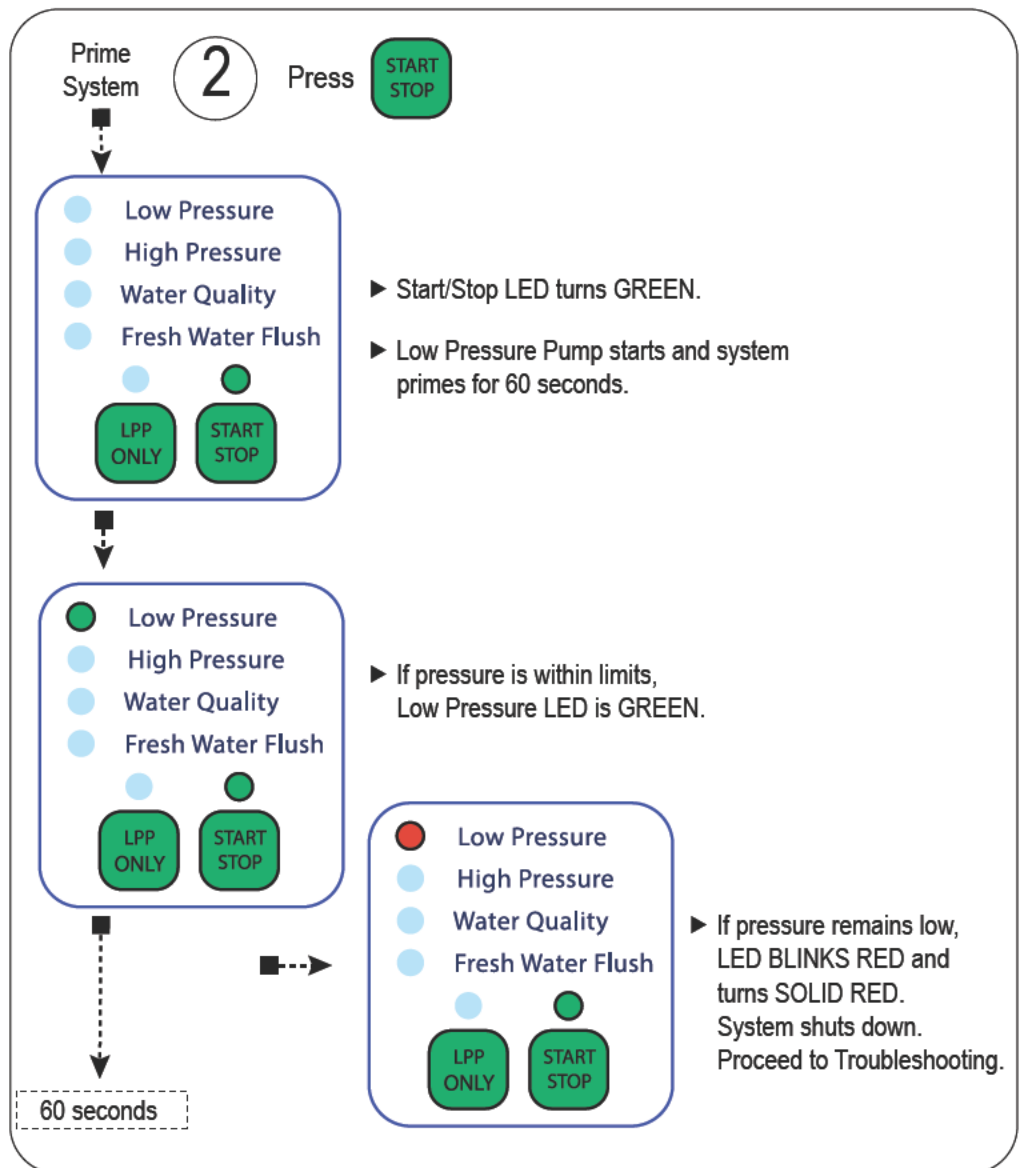 Prime
System
2
Press
START
STOP
Low Pressure
High Pressure
Water Quality
Fresh Water Flush
LPP
ONLY
START
STOP
► Start/Stop LED turns GREEN.
► Low Pressure Pump starts and system
primes for 60 seconds.
Low Pressure
High Pressure
Water Quality
Fresh Water Flush
LPP
ONLY
START
STOP
► If pressure is within limits,
Low Pressure LED is GREEN.
Low Pressure
High Pressure
Water Quality
Fresh Water Flush
LPP
ONLY
START
STOP
► If pressure remains low,
LED BLINKS RED and
turns SOLID RED.
System shuts down.
Proceed to Troubleshooting.
60 seconds